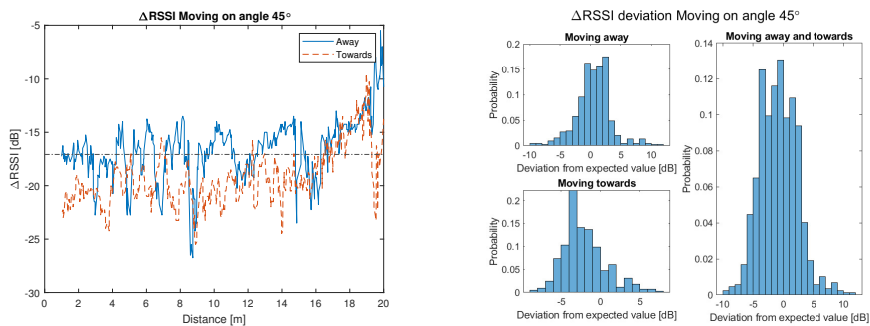 ΔRSSI Moving on angle 45°
-5
-10
-15
-20
-25
-30
ΔRSSI [dB]
Away
Towards
0 2 4 6 8 10 12 14 16 18 20
Distance [m]
ΔRSSI deviation Moving on angle 45°
Moving away
0.2
0.15
0.1
0.05
0
Probability
-10 -5 0 5 10
Deviation from expected value [dB]
Moving towards
0.2
0.15
0.1
0.05
0
Probability
-5 0 5
Deviation from expected value [dB]
Moving away and towards
0.14
0.12
0.1
0.08
0.06
0.04
0.02
0
Probability
-10 -5 0 5 10
Deviation from expected value [dB]